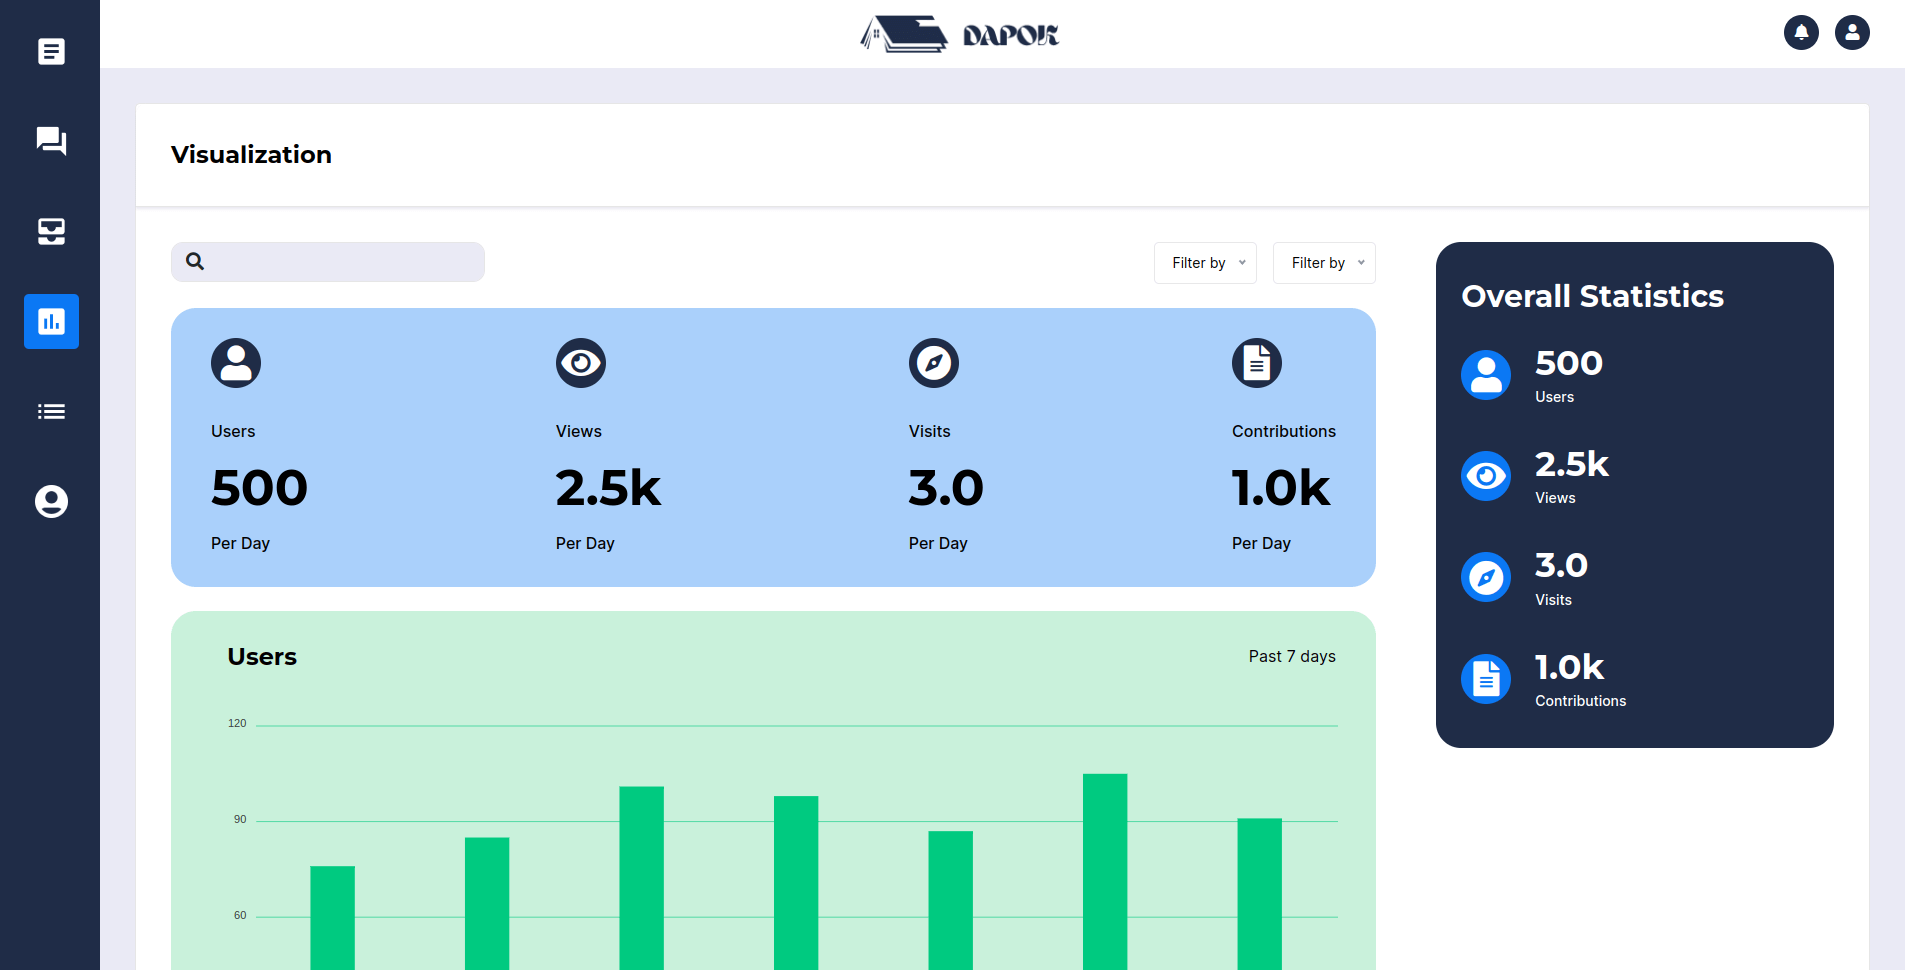 DAPOK
Visualization
Filter by
Filter by
Users
Views
Visits
Contributions
500
2.5k
3.0
1.0k
Per Day
Per Day
Per Day
Per Day
Users
Past 7 days
120
90
60
Overall Statistics
500
Users
2.5k
Views
3.0
Visits
1.0k
Contributions